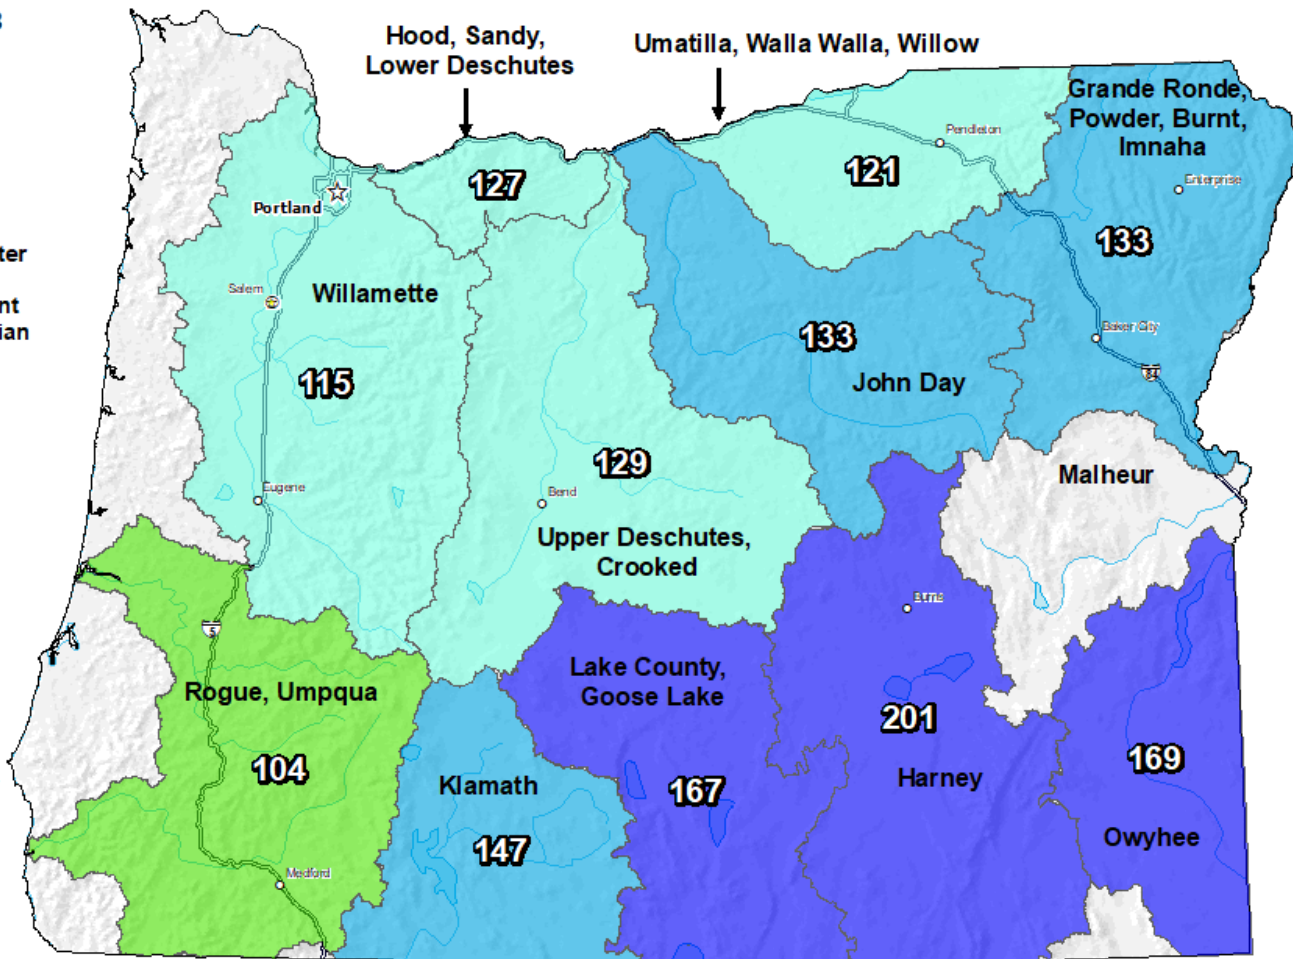 Hood, Sandy,
Lower Deschutes
Umatilla, Walla Walla, Willow
Grande Ronde,
Powder, Burnt,
Imnaha
Pendleton
121
127
Enterprise
Portland
133
Salem
Willamette
133
Baker City
John Day
84
115
129
Malheur
Eugene
Bend
Upper Deschutes,
Crooked
Burns
5
Lake County,
Goose Lake
Rogue, Umpqua
201
169
104
Klamath
167
Harney
147
Owyhee
Medford